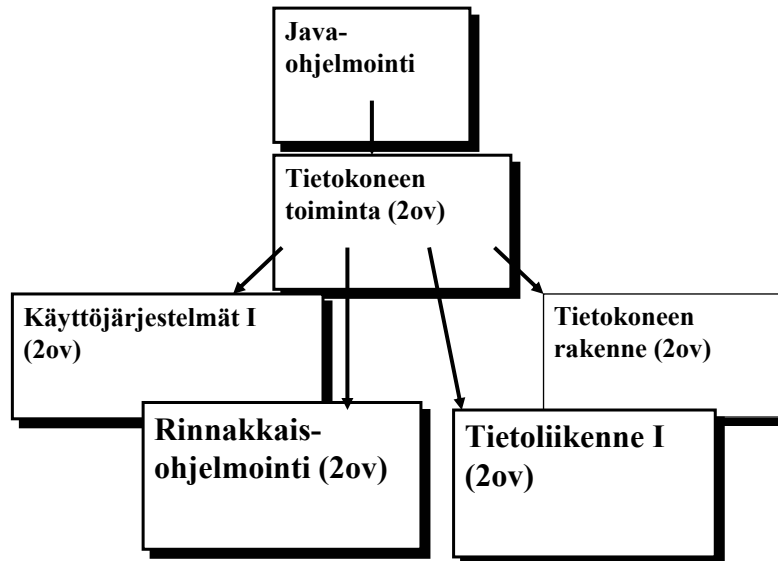 Java-
ohjelmointi
Tietokoneen
toiminta (2ov)
Käyttöjärjestelmät I
(2ov)
Tietokoneen
rakenne (2ov)
Rinnakkais-
ohjelmointi (2ov)
Tietoliikenne I
(2ov)